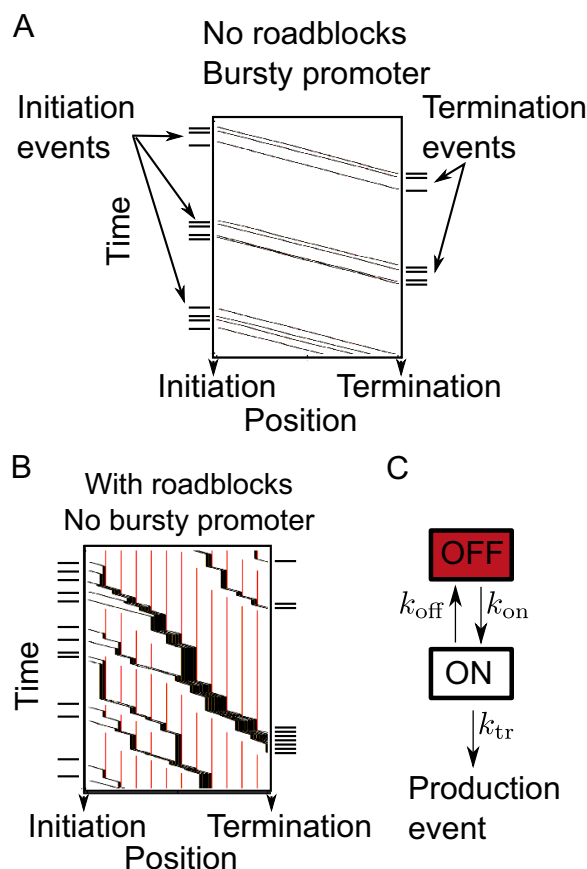 A
No roadblocks
Bursty promoter
Initiation
events
Termination
events
Time
Initiation
Termination
Position
B
With roadblocks
No bursty promoter
Time
Initiation
Termination
Position
C
OFF
k_off
k_on
ON
k_tr
Production
event